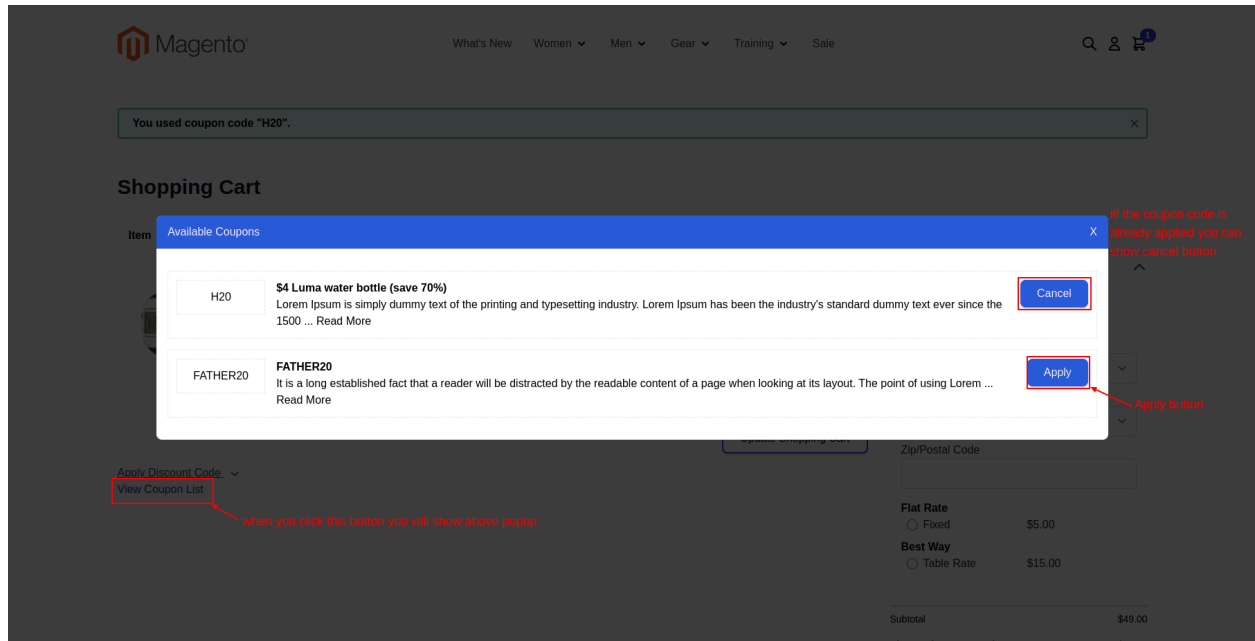 Magento
What's New Women Men Gear Training Sale
1
You used coupon code "H20".
Shopping Cart
if the coupon code is
already applied you can
show cancel button
Item
Available Coupons X
H20
$4 Luma water bottle (save 70%)
Lorem Ipsum is simply dummy text of the printing and typesetting industry. Lorem Ipsum has been the industry's standard dummy text ever since the
1500 ... Read More
Cancel
FATHER20
FATHER20
It is a long established fact that a reader will be distracted by the readable content of a page when looking at its layout. The point of using Lorem ...
Read More
Apply
Apply button
Update Shopping Cart
Zip/Postal Code
Apply Discount Code
View Coupon List
when you click this button you will show above popup
Flat Rate
Fixed $5.00
Best Way
Table Rate $15.00
Subtotal $49.00